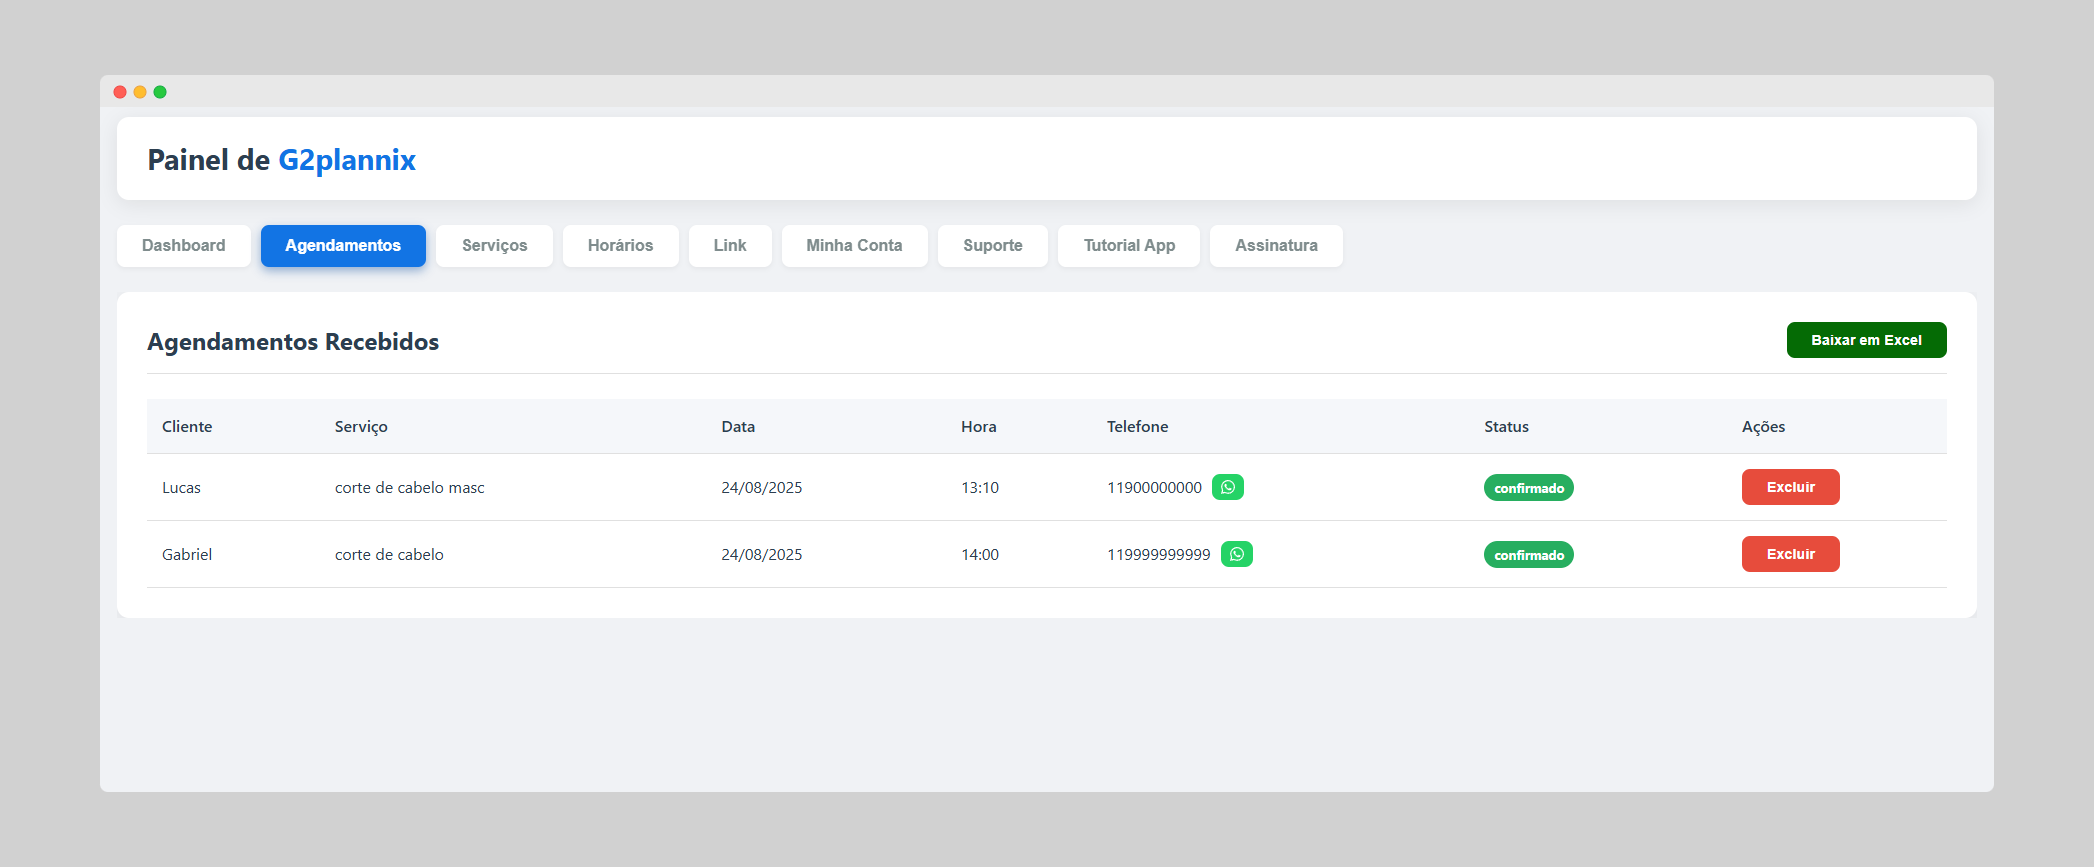 Painel de G2plannix
Dashboard Agendamentos Serviços Horários Link Minha Conta Suporte Tutorial App Assinatura
Agendamentos Recebidos Baixar em Excel
Cliente Serviço Data Hora Telefone Status Ações
Lucas corte de cabelo masc 24/08/2025 13:10 11900000000 confirmado Excluir
Gabriel corte de cabelo 24/08/2025 14:00 119999999999 confirmado Excluir